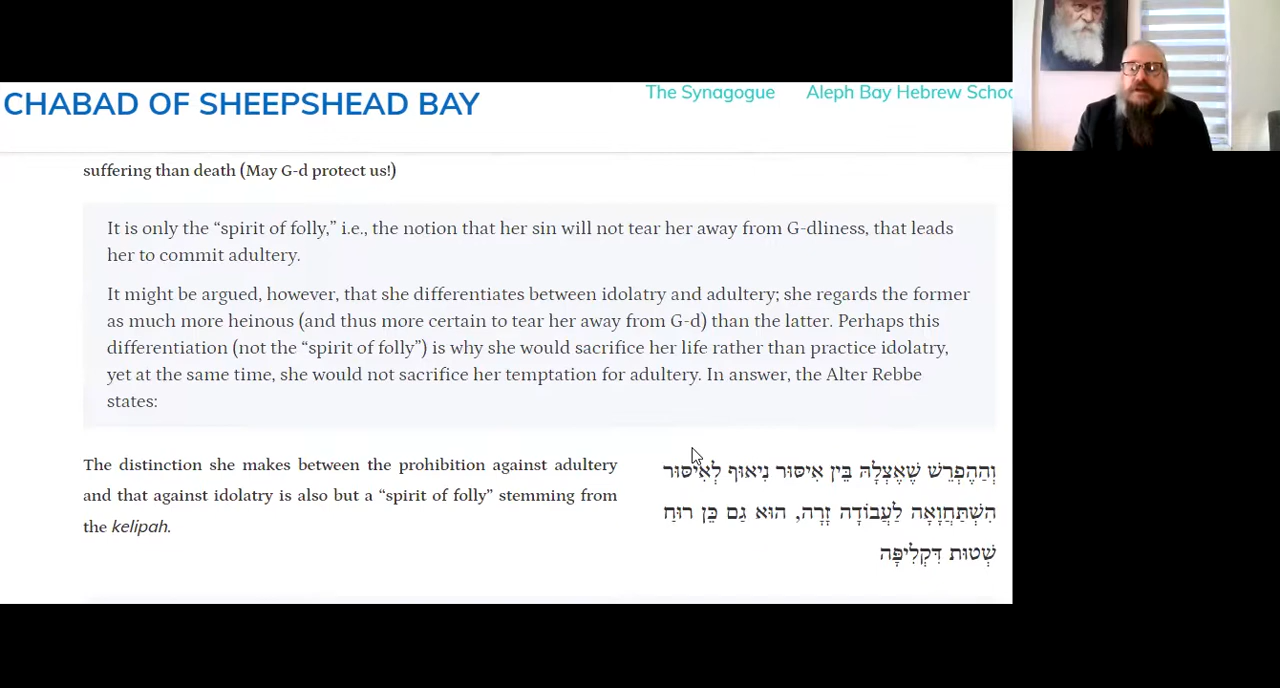 CHABAD OF SHEEPSHEAD BAY
The Synagogue
Aleph Bay Hebrew
suffering than death (May G-d protect us!)
It is only the “spirit of folly,” i.e., the notion that her sin will not tear her away from G-dliness, that leads
her to commit adultery.
It might be argued, however, that she differentiates between idolatry and adultery; she regards the former
as much more heinous (and thus more certain to tear her away from G-d) than the latter. Perhaps this
differentiation (not the “spirit of folly”) is why she would sacrifice her life rather than practice idolatry,
yet at the same time, she would not sacrifice her temptation for adultery. In answer, the Alter Rebbe
states:
The distinction she makes between the prohibition against adultery
and that against idolatry is also but a “spirit of folly” stemming from
the kelipah.
וְהַהֶפְרֵשׁ שֶׁאֶצְלָהּ בֵּין אִיסּוּר נִיאוּף לְאִיסּוּר
הִשְׁתַּחֲוָאָה לַעֲבוֹדָה זָרָה, הוּא גַם כֵּן רוּחַ
שְׁטוּת דִּקְלִיפָּה